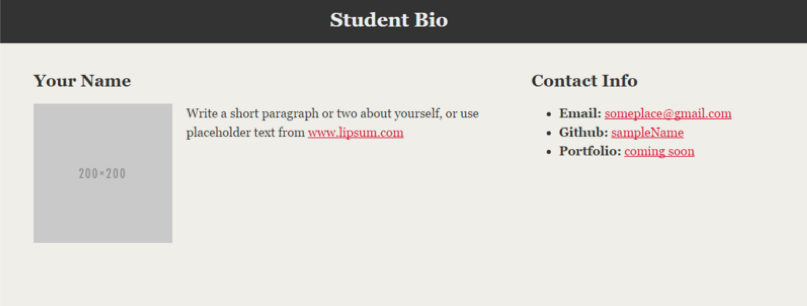 Student Bio
Your Name
200×200
Write a short paragraph or two about yourself, or use
placeholder text from www.lipsum.com
Contact Info
Email: someplace@gmail.com
Github: sampleName
Portfolio: coming soon